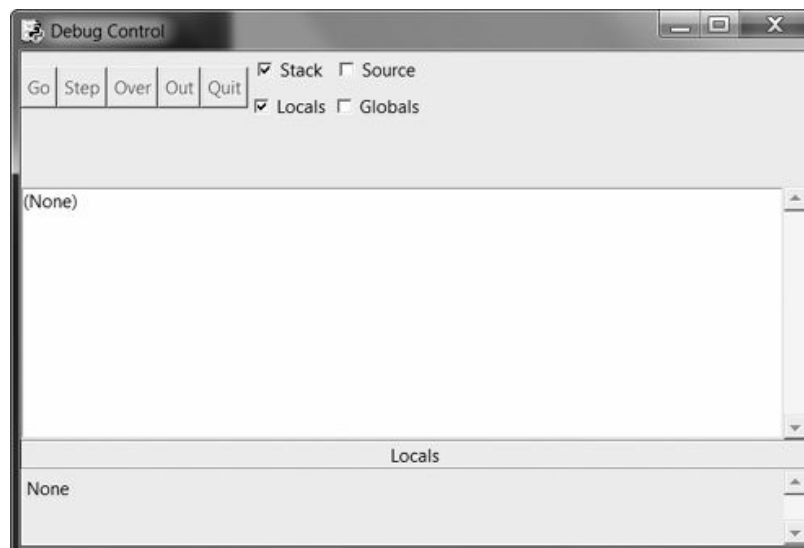 Debug Control
Go Step Over Out Quit
Stack Source
Locals Globals
(None)
Locals
None